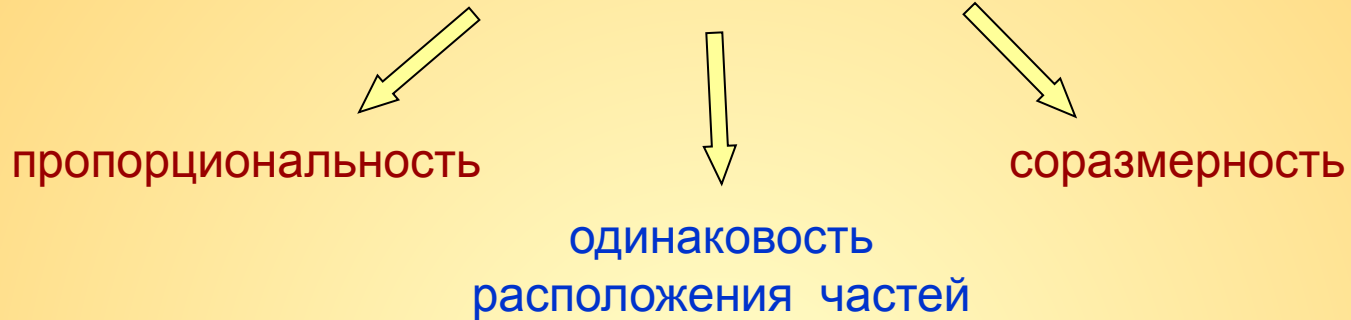 пропорциональность
соразмерность
одинаковость
расположения частей